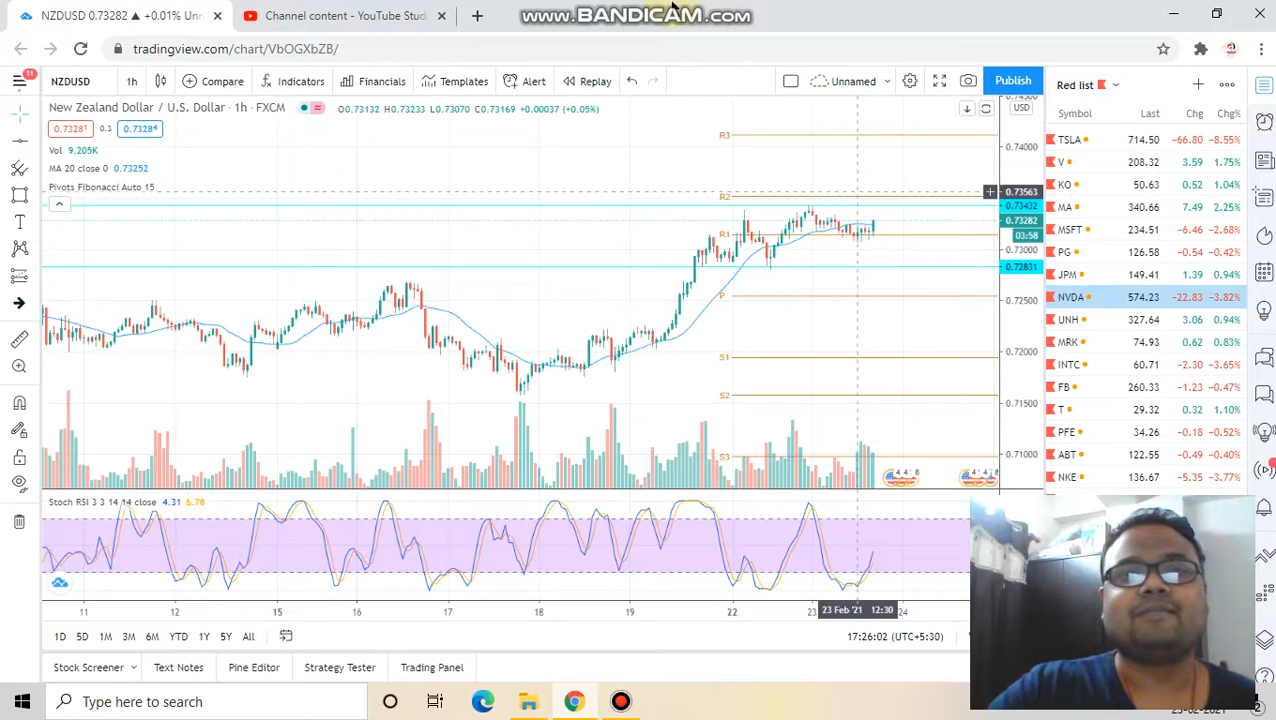 www.BANDICAM.com
NZDUSD 0.73282 ▲ +0.01% Unn
Channel content - YouTube Studio
tradingview.com/chart/VbOGXbZB/
11
NZDUSD 1h Compare Indicators Financials Templates Alert Replay Unnamed Publish
Red list
New Zealand Dollar / U.S. Dollar · 1h · FXCM 0.73132 H0.73233 L0.73070 C0.73169 +0.00037 (+0.05%)
USD
0.73281 0.3 0.73284
Vol 9.205K
MA 20 close 0 0.73252
Pivots Fibonacci Auto 15
R3
R2
R1
P
S1
S2
S3
0.74000
0.73563
0.73432
0.73282
03:58
0.73000
0.72831
0.72500
0.72000
0.71500
0.71000
Stoch RSI 3 3 14 14 close 4.31 6.78
11 12 15 16 17 18 19 22 23 23 Feb '21 12:30 24
1D 5D 1M 3M 6M YTD 1Y 5Y All
17:26:02 (UTC+5:30)
Stock Screener Text Notes Pine Editor Strategy Tester Trading Panel
Symbol Last Chg Chg%
TSLA 714.50 −66.80 −8.55%
V 208.32 3.59 1.75%
KO 50.63 0.52 1.04%
MA 340.66 7.49 2.25%
MSFT 234.51 −6.46 −2.68%
PG 126.58 −0.54 −0.42%
JPM 149.41 1.39 0.94%
NVDA 574.23 −22.83 −3.82%
UNH 327.64 3.06 0.94%
MRK 74.93 0.62 0.83%
INTC 60.71 −2.30 −3.65%
FB 260.33 −1.23 −0.47%
T 29.32 0.32 1.10%
PFE 34.26 −0.18 −0.52%
ABT 122.55 −0.49 −0.40%
NKE 136.67 −5.35 −3.77%
Type here to search
23-02-2021
2